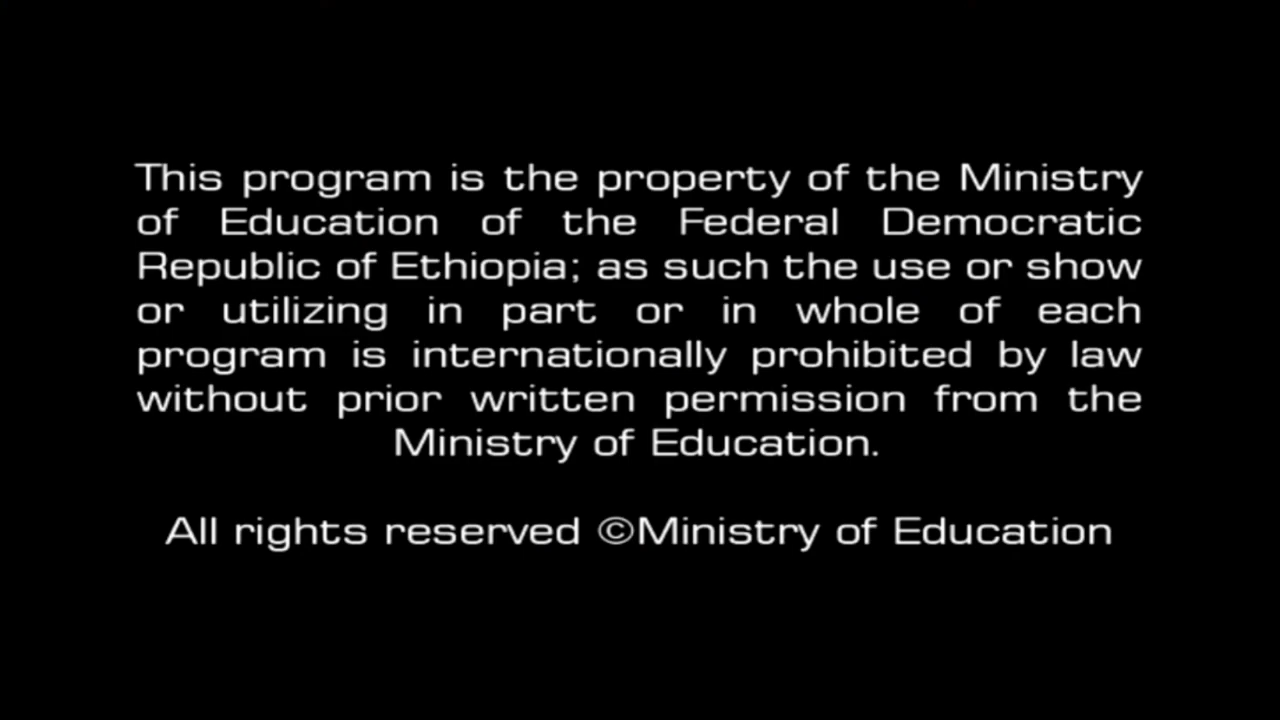 This program is the property of the Ministry
of Education of the Federal Democratic
Republic of Ethiopia; as such the use or show
or utilizing in part or in whole of each
program is internationally prohibited by law
without prior written permission from the
Ministry of Education.
All rights reserved ©Ministry of Education